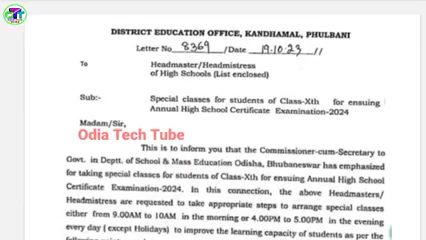 DISTRICT EDUCATION OFFICE, KANDHAMAL, PHULBANI
Letter No 8369 /Date 19.10.23 //
To Headmaster/Headmistress
of High Schools (List enclosed)
Sub:- Special classes for students of Class-Xth for ensuing
Annual High School Certificate Examination-2024
Madam/Sir,
Odia Tech Tube
This is to inform you that the Commissioner-cum-Secretary to
Govt. in Deptt. of School & Mass Education Odisha, Bhubaneswar has emphasized
for taking special classes for students of Class-Xth for ensuing Annual High School
Certificate Examination-2024. In this connection, the above Headmasters/
Headmistress are requested to take appropriate steps to arrange special classes
either from 9.00AM to 10AM in the morning or 4.00PM to 5.00PM in the evening
every day ( except Holidays) to improve the learning capacity of students as per the